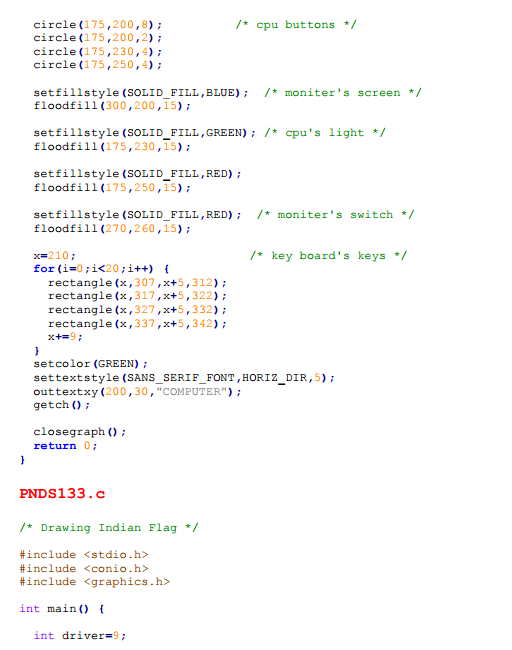 circle(175,200,8);          /* cpu buttons */
circle(175,200,2);
circle(175,230,4);
circle(175,250,4);
setfillstyle(SOLID_FILL,BLUE);  /* moniter's screen */
floodfill(300,200,15);
setfillstyle(SOLID_FILL,GREEN); /* cpu's light */
floodfill(175,230,15);
setfillstyle(SOLID_FILL,RED);
floodfill(175,250,15);
setfillstyle(SOLID_FILL,RED);  /* moniter's switch */
floodfill(270,260,15);
x=210;                         /* key board's keys */
for(i=0;i<20;i++) {
rectangle(x,307,x+5,312);
rectangle(x,317,x+5,322);
rectangle(x,327,x+5,332);
rectangle(x,337,x+5,342);
x+=9;
}
setcolor(GREEN);
settextstyle(SANS_SERIF_FONT,HORIZ_DIR,5);
outtextxy(200,30,"COMPUTER");
getch();
closegraph();
return 0;
}
PNDS133.c
/* Drawing Indian Flag */
#include <stdio.h>
#include <conio.h>
#include <graphics.h>
int main() {
int driver=9;